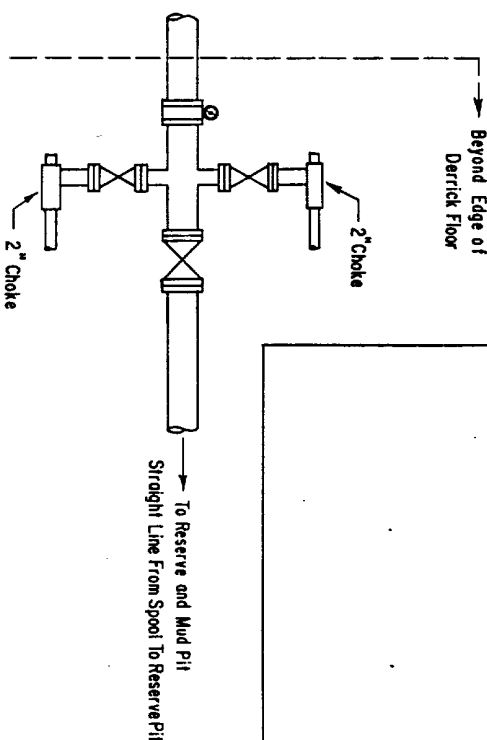 Beyond Edge of
Derrick Floor
2" Choke
2" Choke
To Reserve and Mud Pit
Straight Line From Spool To Reserve Pit